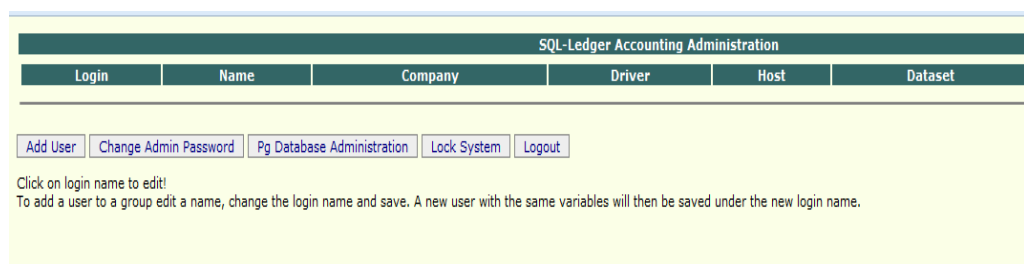 SQL-Ledger Accounting Administration
Login Name Company Driver Host Dataset
Add User Change Admin Password Pg Database Administration Lock System Logout
Click on login name to edit!
To add a user to a group edit a name, change the login name and save. A new user with the same variables will then be saved under the new login name.